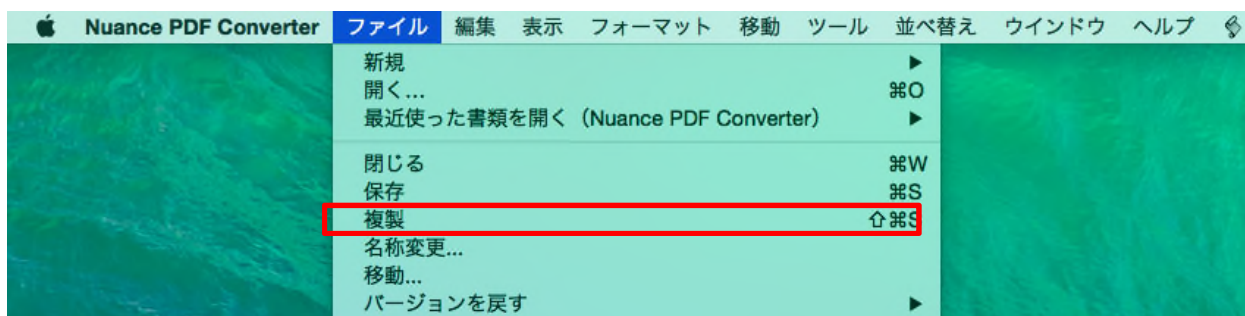 Nuance PDF Converter ファイル 編集 表示 フォーマット 移動 ツール 並べ替え ウインドウ ヘルプ
新規 ▶
開く... ⌘O
最近使った書類を開く（Nuance PDF Converter） ▶
閉じる ⌘W
保存 ⌘S
複製 ⇧⌘S
名称変更...
移動...
バージョンを戻す ▶